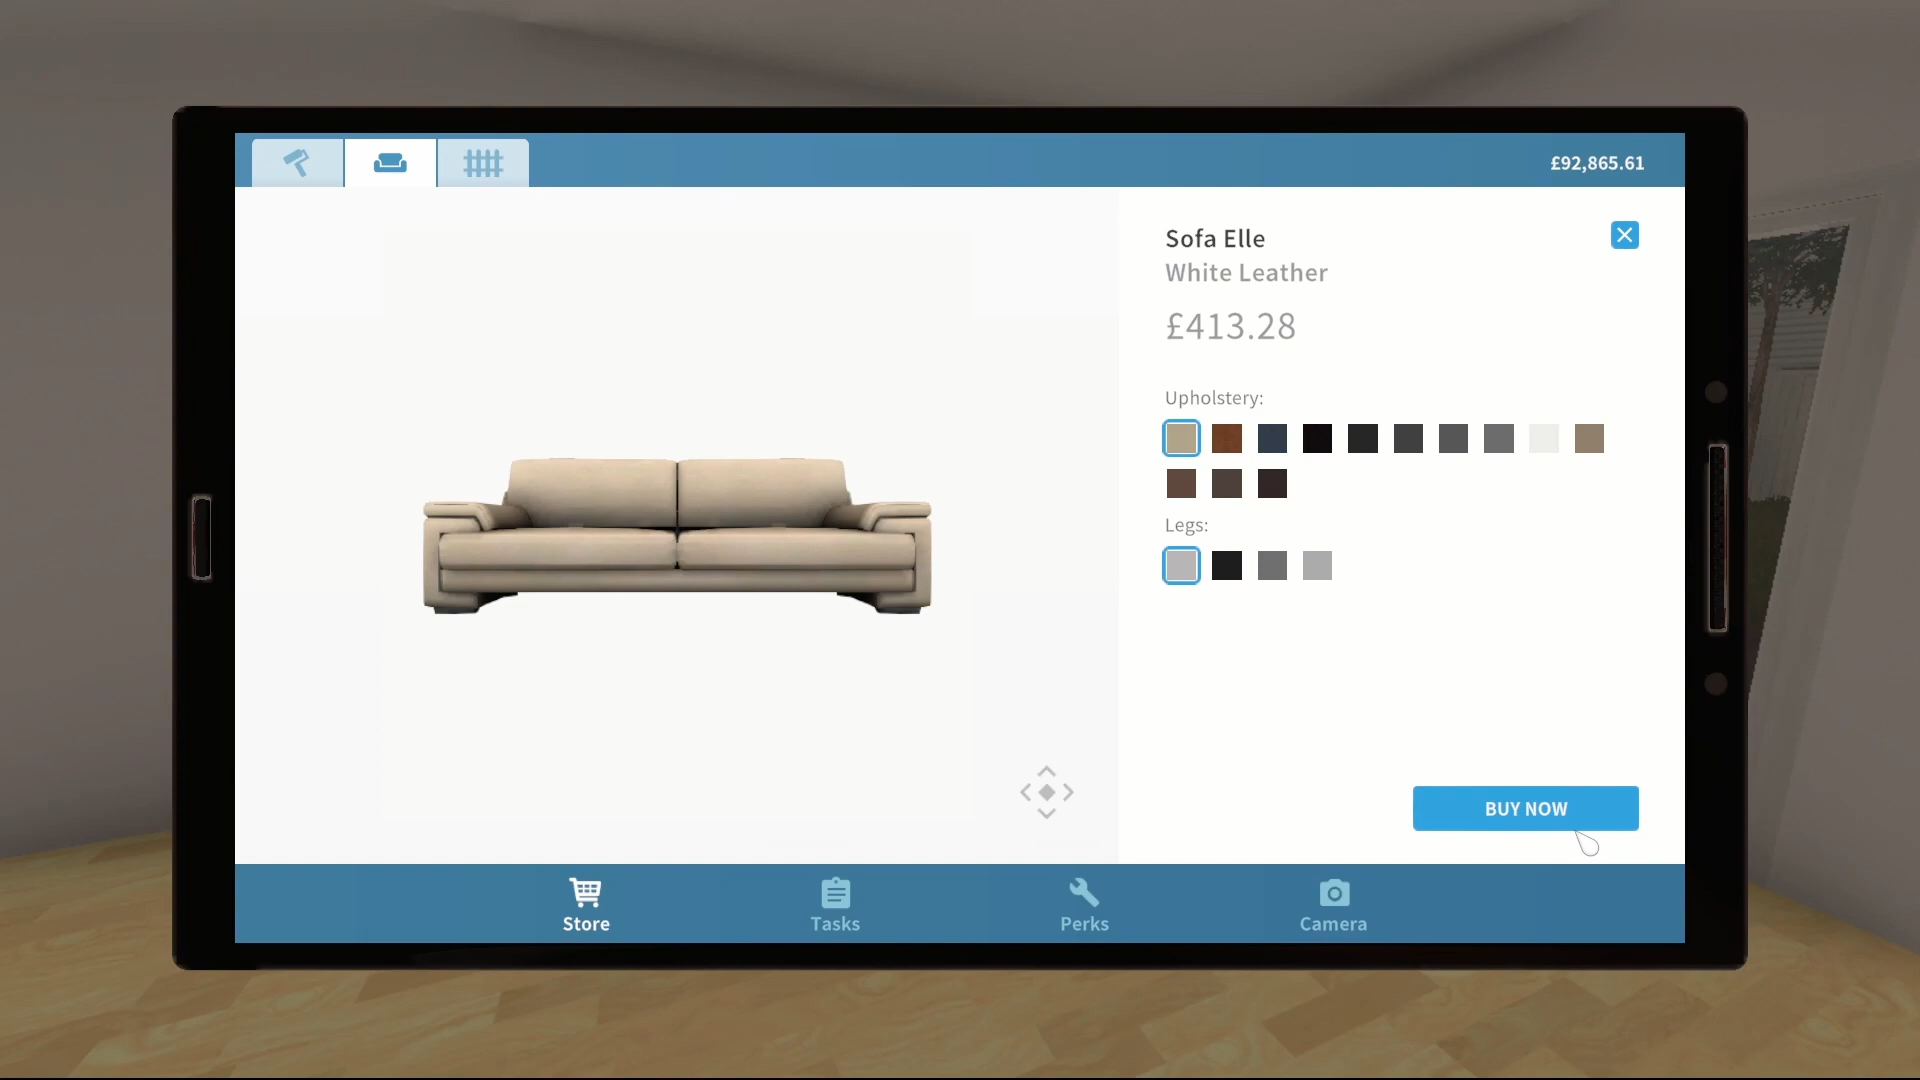 £92,865.61
Sofa Elle
White Leather
£413.28
Upholstery:
Legs:
BUY NOW
Store
Tasks
Perks
Camera